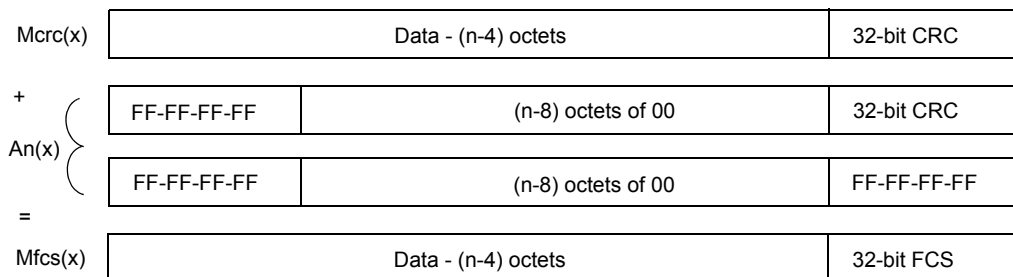 Mcrc(x) Data - (n-4) octets 32-bit CRC
+
FF-FF-FF-FF (n-8) octets of 00 32-bit CRC
An(x)
FF-FF-FF-FF (n-8) octets of 00 FF-FF-FF-FF
=
Mfcs(x) Data - (n-4) octets 32-bit FCS